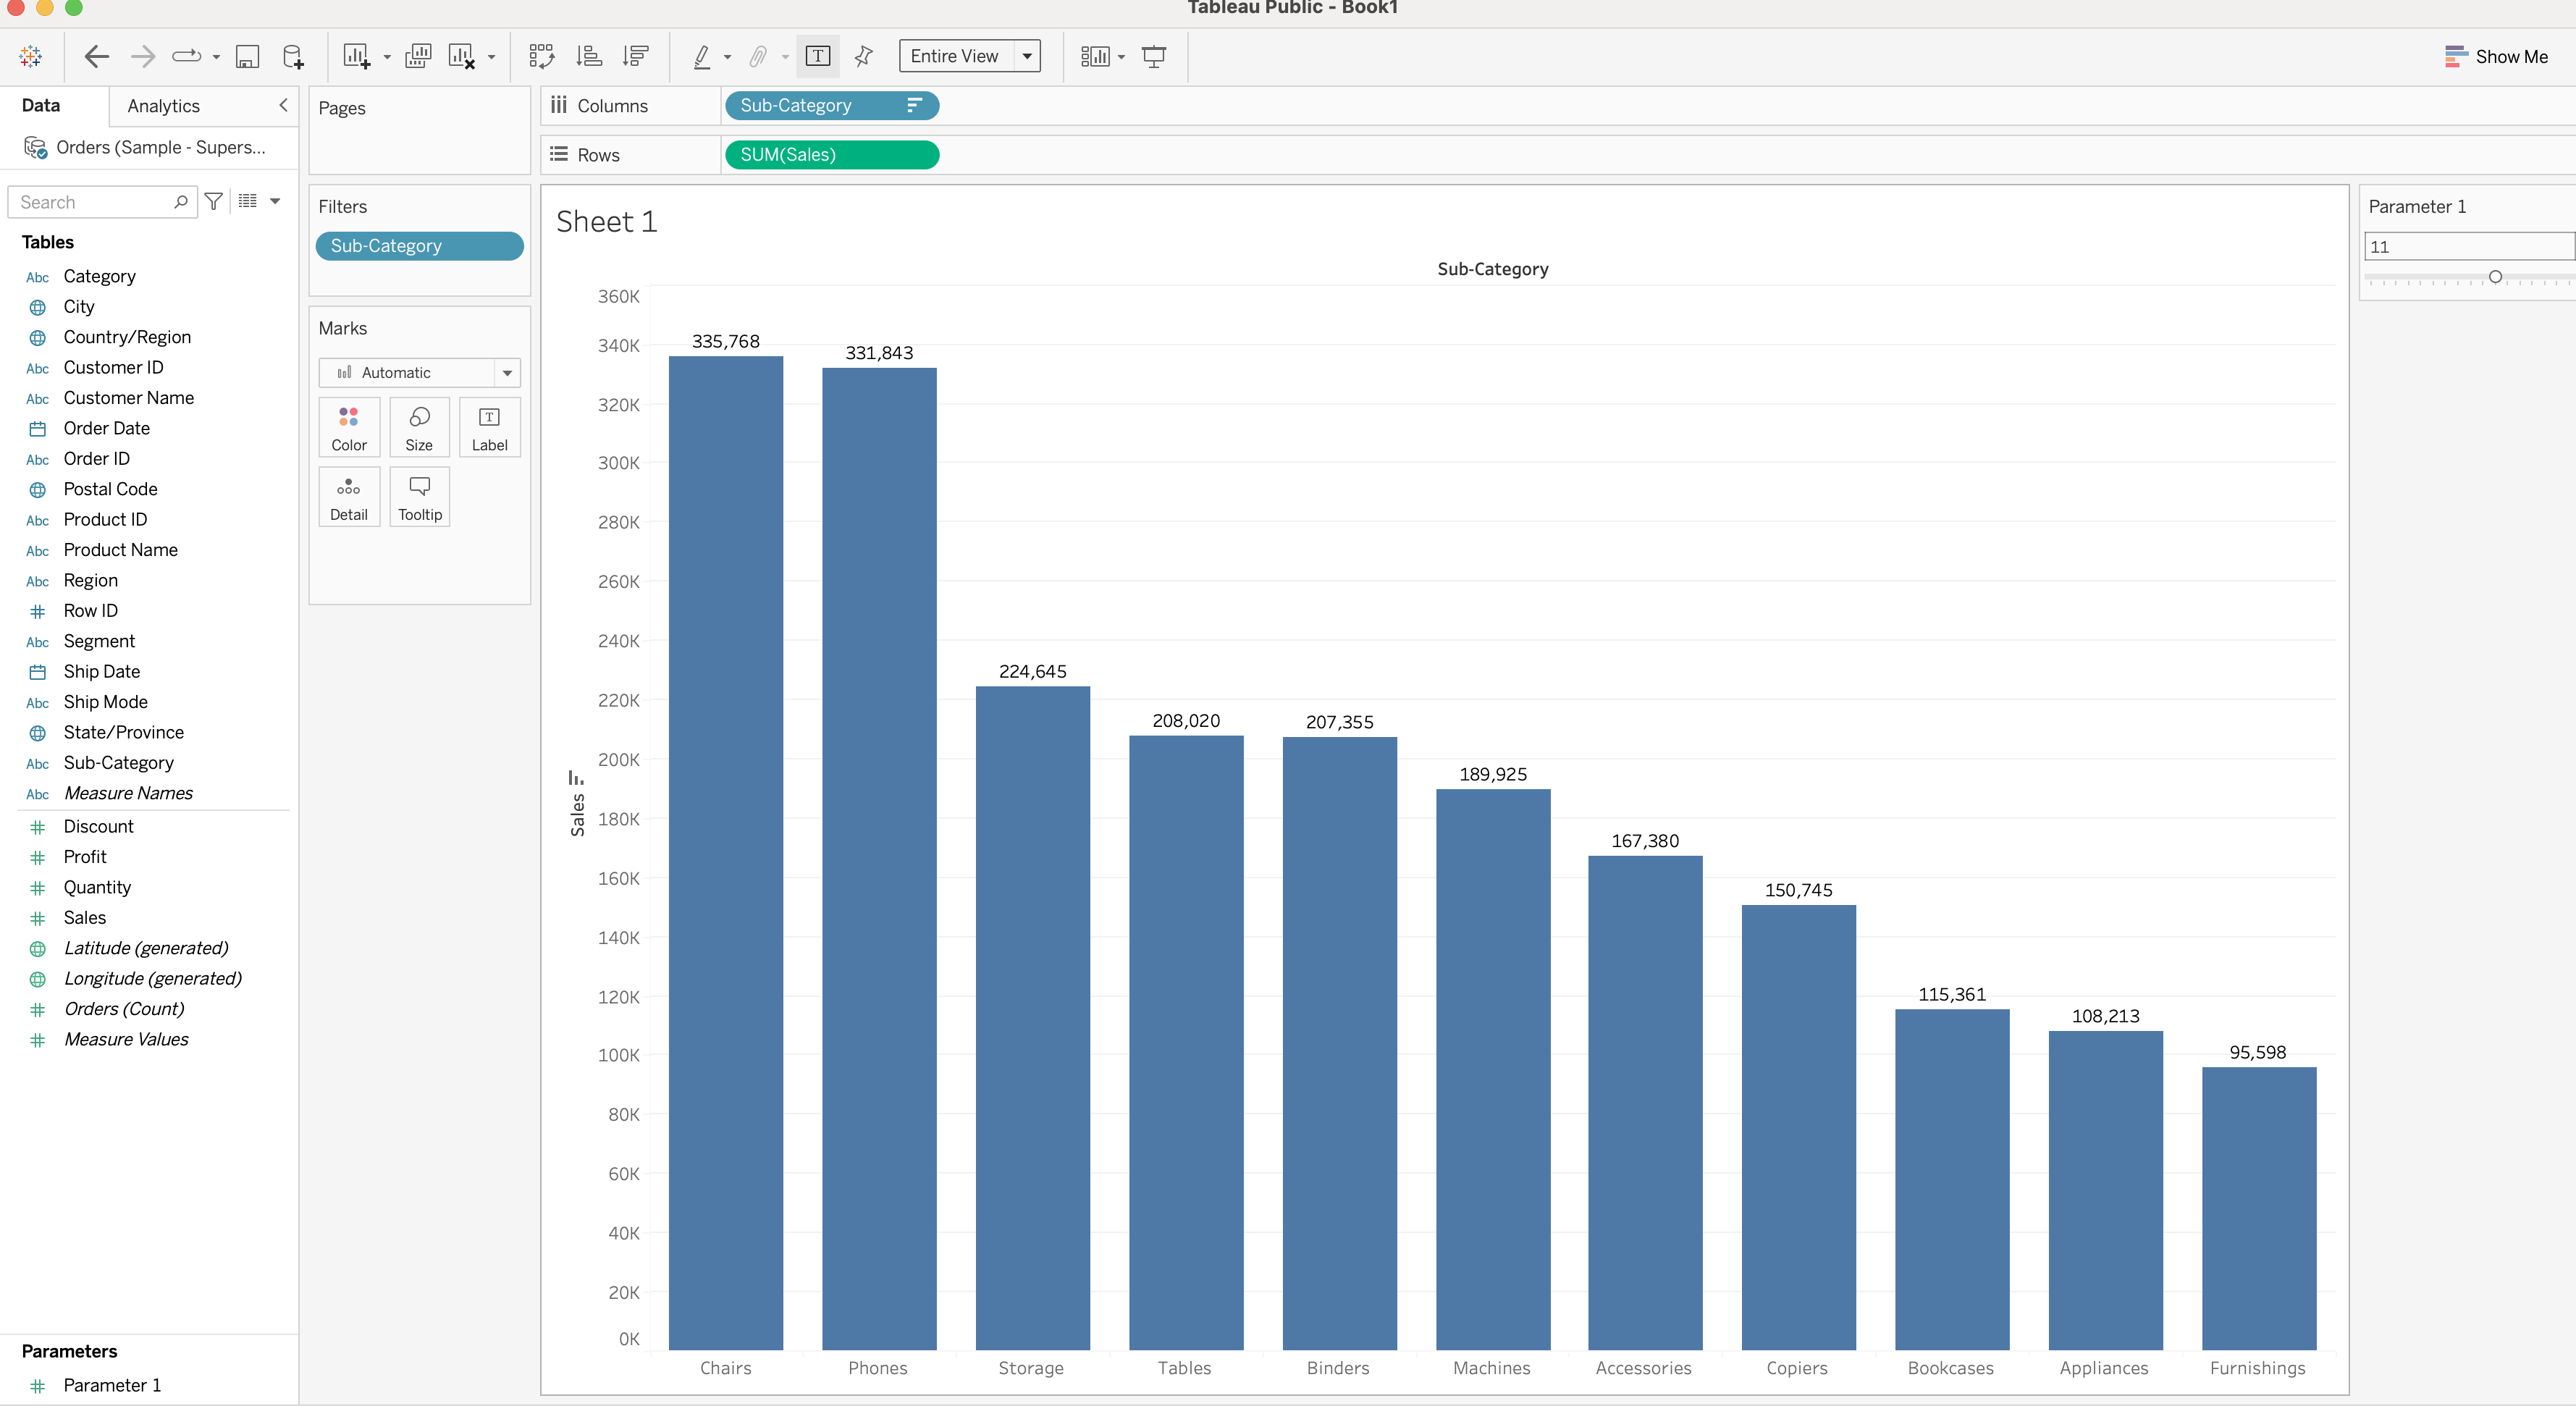 Tableau Public - Book1
Entire View
Show Me
Data
Analytics
Orders (Sample - Supers...
Search
Tables
Abc Category
City
Country/Region
Abc Customer ID
Abc Customer Name
Order Date
Abc Order ID
Postal Code
Abc Product ID
Abc Product Name
Abc Region
Row ID
Abc Segment
Ship Date
Abc Ship Mode
State/Province
Abc Sub-Category
Abc Measure Names
Discount
Profit
Quantity
Sales
Latitude (generated)
Longitude (generated)
Orders (Count)
Measure Values
Parameters
Parameter 1
Pages
Filters
Sub-Category
Marks
Automatic
Color Size Label
Detail Tooltip
Columns Sub-Category
Rows SUM(Sales)
Sheet 1
Sub-Category
Sales
360K
340K
320K
300K
280K
260K
240K
220K
200K
180K
160K
140K
120K
100K
80K
60K
40K
20K
0K
335,768
331,843
224,645
208,020
207,355
189,925
167,380
150,745
115,361
108,213
95,598
Chairs Phones Storage Tables Binders Machines Accessories Copiers Bookcases Appliances Furnishings
Parameter 1
11